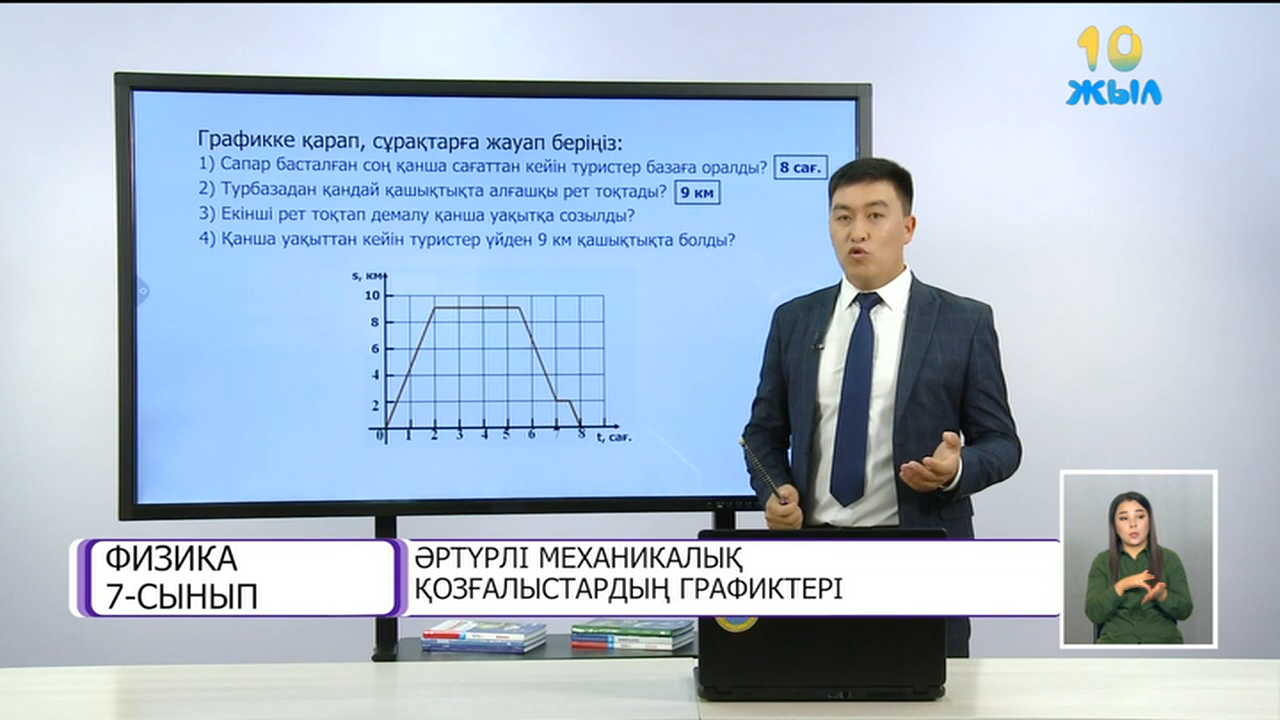 10
ЖЫЛ
Графикке қарап, сұрақтарға жауап беріңіз:
1) Сапар басталған соң қанша сағаттан кейін туристер базаға оралды? 8 сағ.
2) Турбазадан қандай қашықтықта алғашқы рет тоқтады? 9 км
3) Екінші рет тоқтап демалу қанша уақытқа созылды?
4) Қанша уақыттан кейін туристер үйден 9 км қашықтықта болды?
s, км
10
8
6
4
2
0 1 2 3 4 5 6 7 8 t, сағ.
ФИЗИКА
7-СЫНЫП
ӘРТҮРЛІ МЕХАНИКАЛЫҚ
ҚОЗҒАЛЫСТАРДЫҢ ГРАФИКТЕРІ